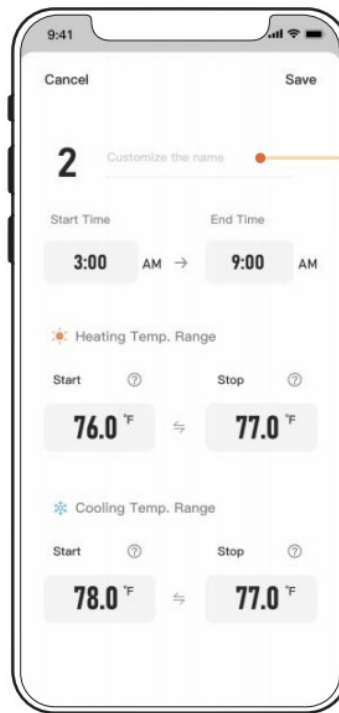 9:41
Cancel Save
2 Customize the name
Start Time End Time
3:00 AM → 9:00 AM
Heating Temp. Range
Start ? Stop ?
76.0 °F ⇋ 77.0 °F
Cooling Temp. Range
Start ? Stop ?
78.0 °F ⇋ 77.0 °F